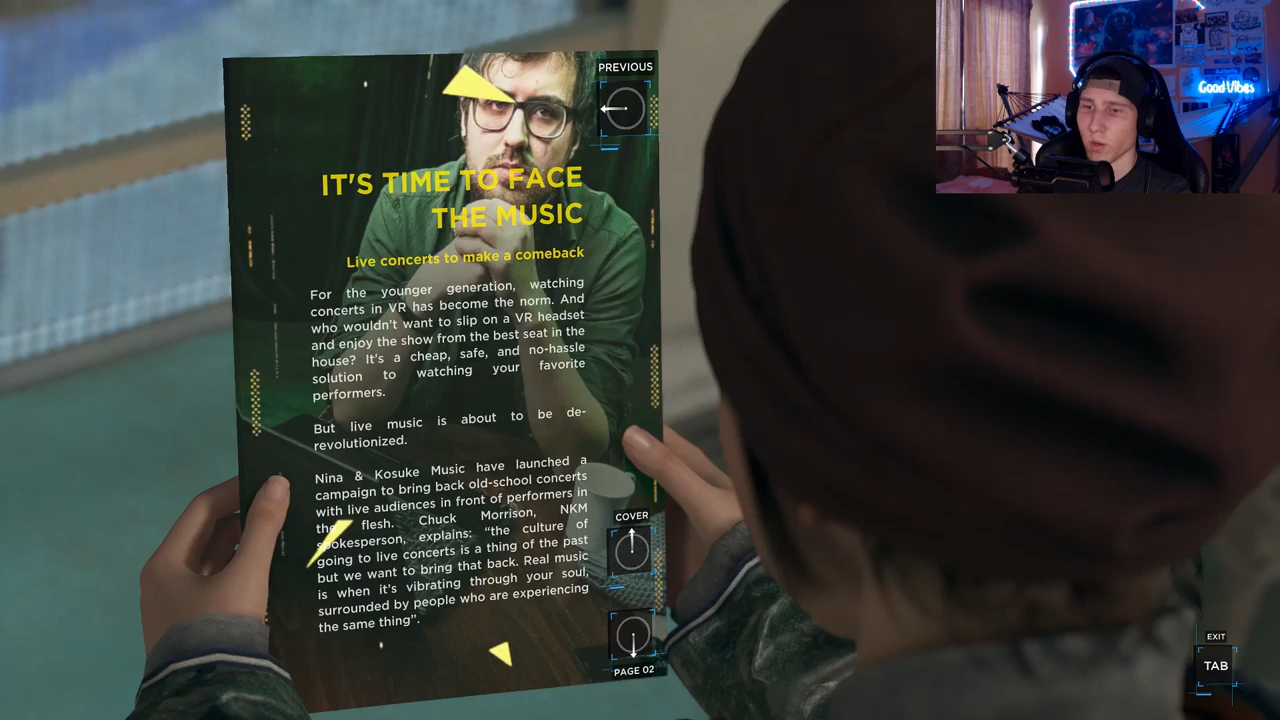 Good Vibes
PREVIOUS
IT'S TIME TO FACE
THE MUSIC
Live concerts to make a comeback
For the younger generation, watching
concerts in VR has become the norm. And
who wouldn't want to slip on a VR headset
and enjoy the show from the best seat in the
house? It's a cheap, safe, and no-hassle
solution to watching your favorite
performers.
But live music is about to be de-
revolutionized.
Nina & Kosuke Music have launched a
campaign to bring back old-school concerts
with live audiences in front of performers in
the flesh. Chuck Morrison, NKM
spokesperson, explains: "the culture of
going to live concerts is a thing of the past
but we want to bring that back. Real music
is when it's vibrating through your soul,
surrounded by people who are experiencing
the same thing".
COVER
PAGE 02
EXIT
TAB